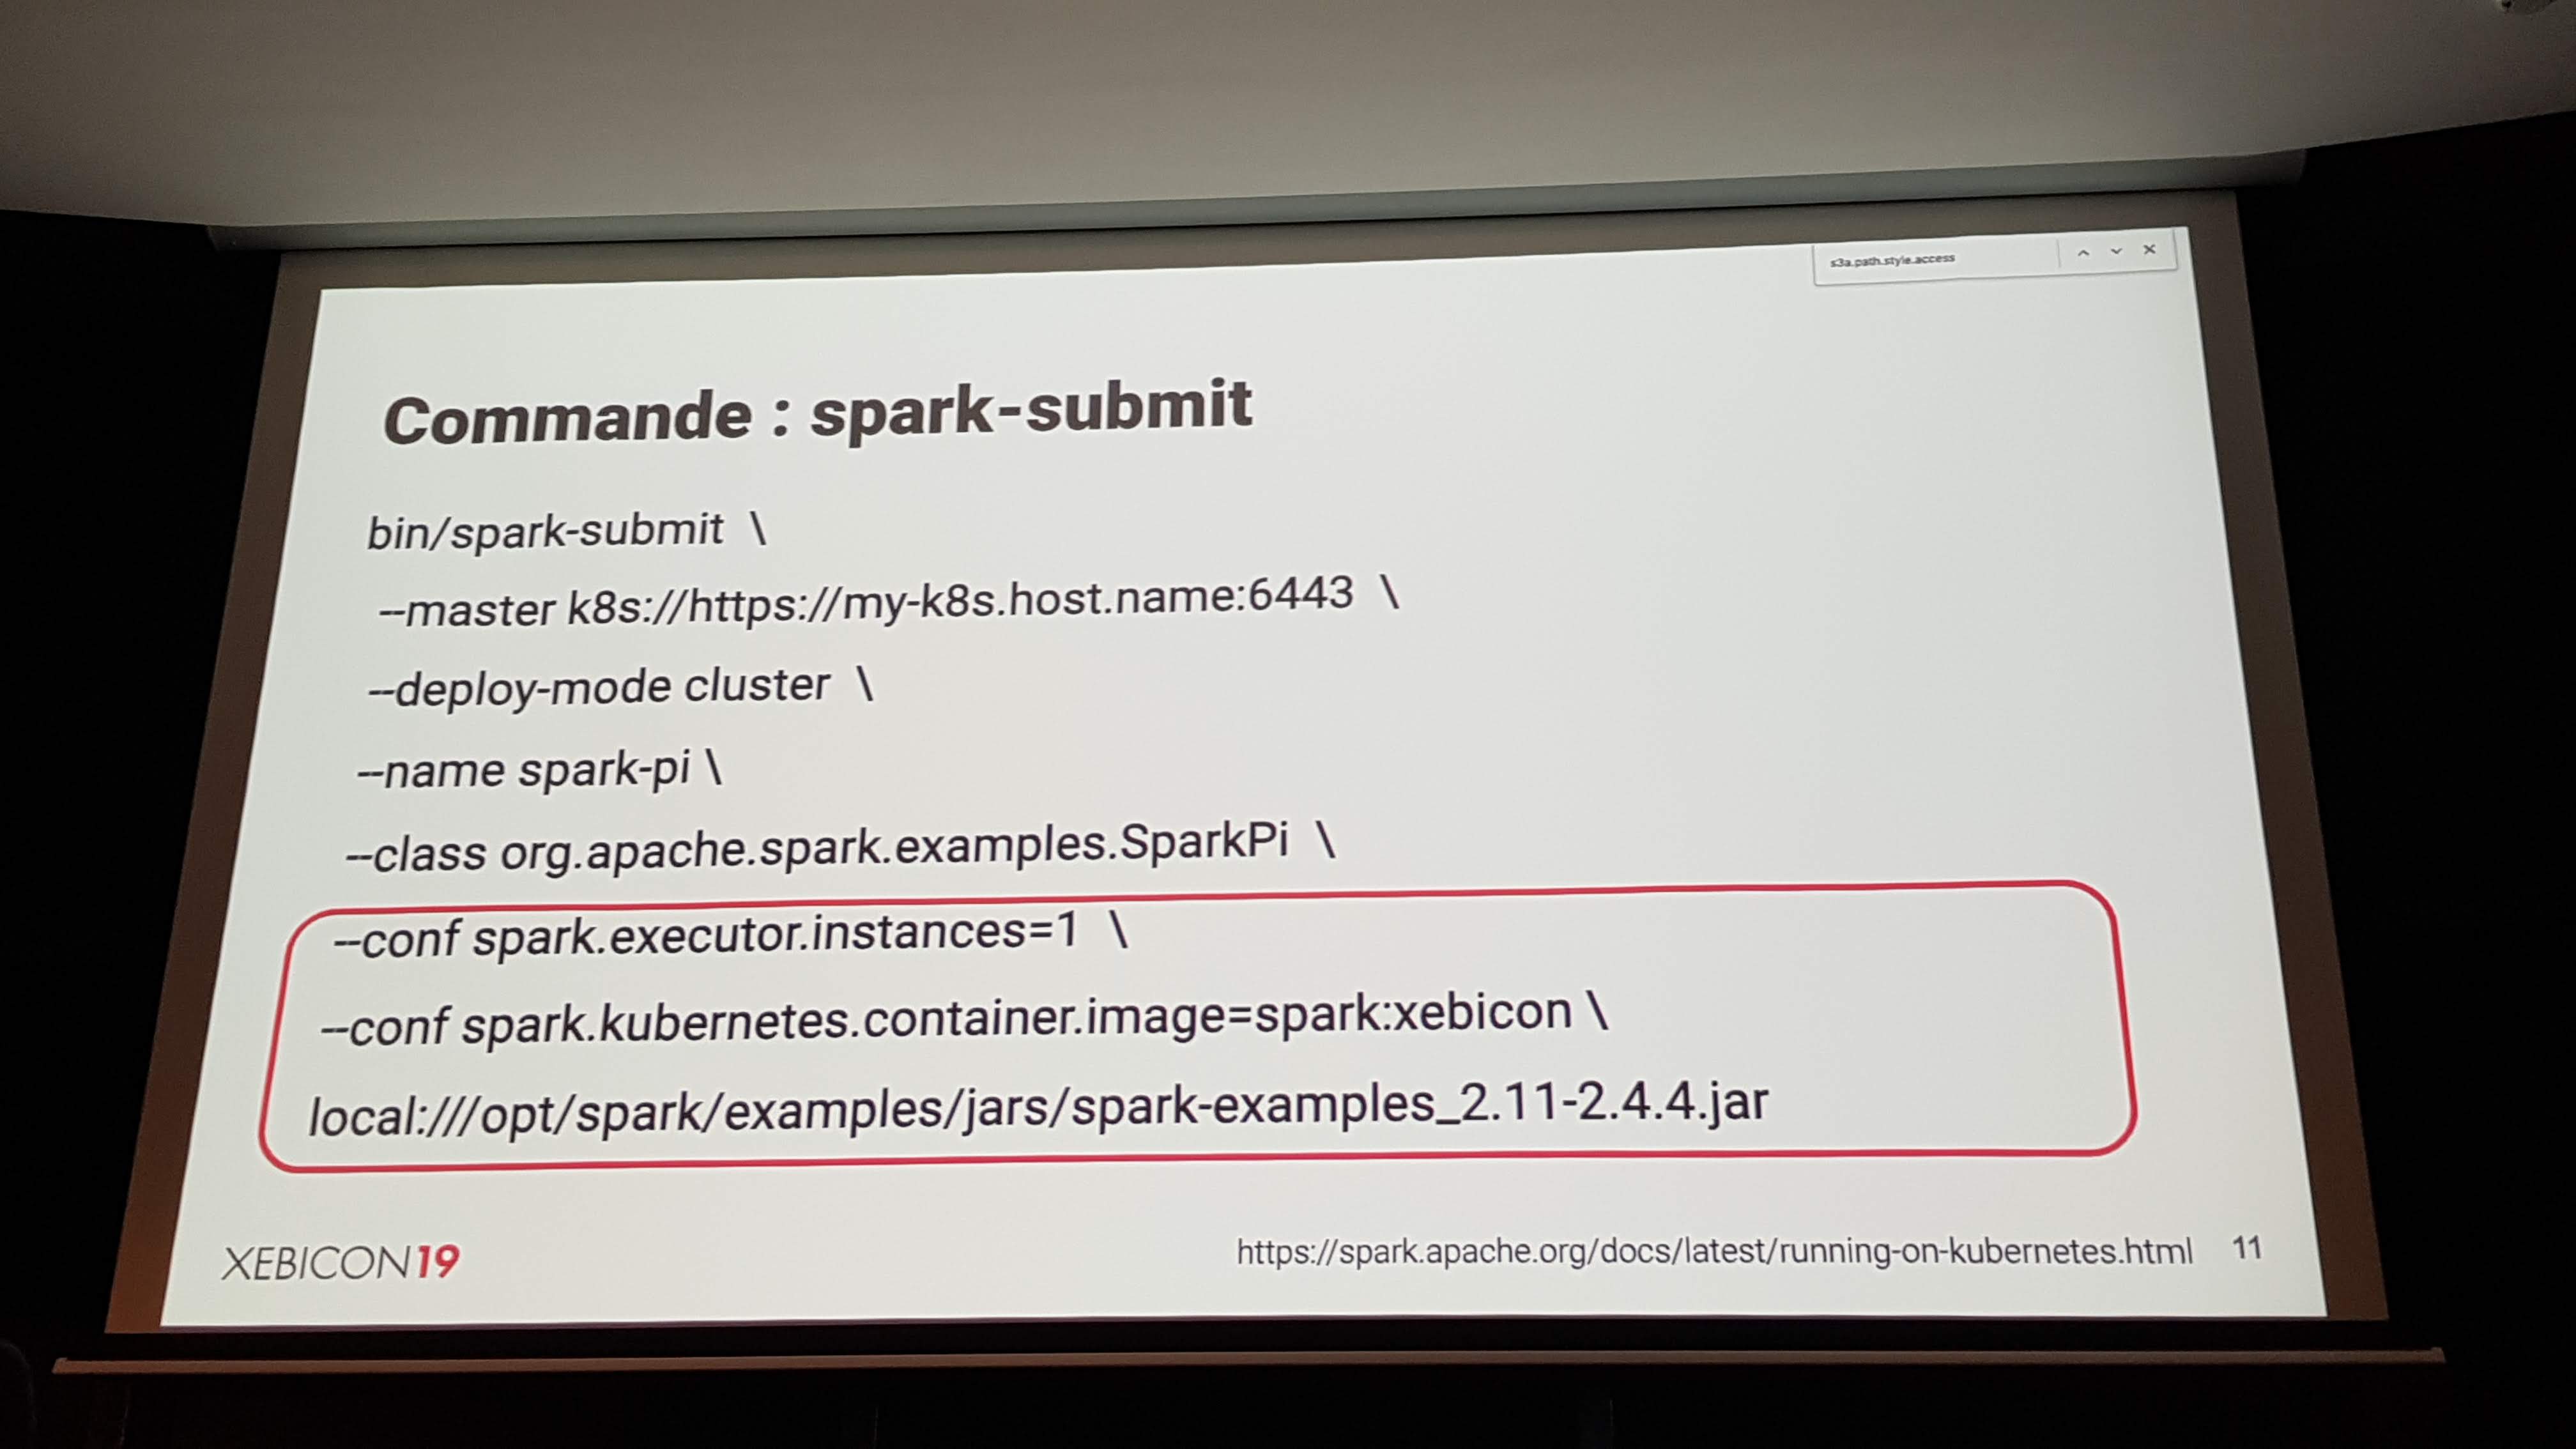 s3a.path.style.access
Commande : spark-submit
bin/spark-submit \
--master k8s://https://my-k8s.host.name:6443 \
--deploy-mode cluster \
--name spark-pi \
--class org.apache.spark.examples.SparkPi \
--conf spark.executor.instances=1 \
--conf spark.kubernetes.container.image=spark:xebicon \
local:///opt/spark/examples/jars/spark-examples_2.11-2.4.4.jar
XEBICON19
https://spark.apache.org/docs/latest/running-on-kubernetes.html 11